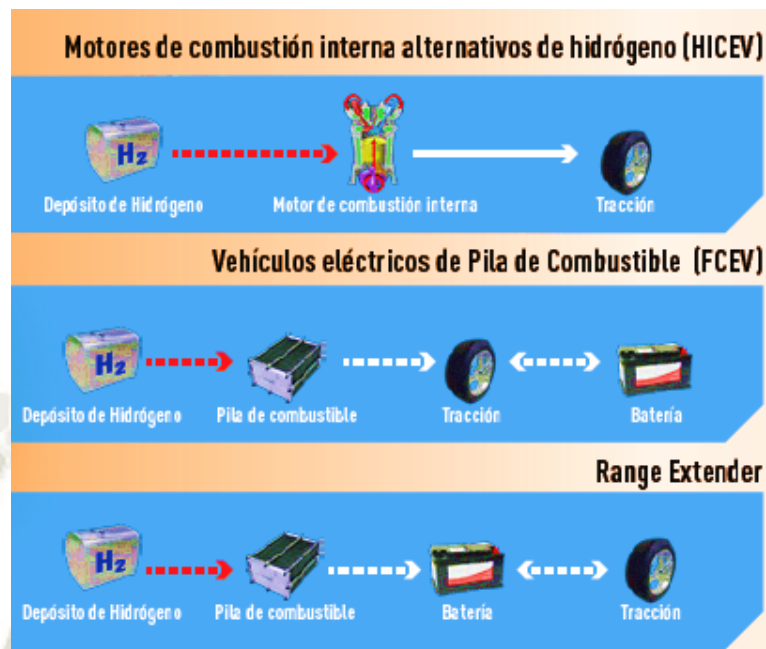 Motores de combustión interna alternativos de hidrógeno (HICEV)
H2
Depósito de Hidrógeno Motor de combustión interna Tracción
Vehículos eléctricos de Pila de Combustible (FCEV)
H2
Depósito de Hidrógeno Pila de combustible Tracción Batería
Range Extender
H2
Depósito de Hidrógeno Pila de combustible Batería Tracción